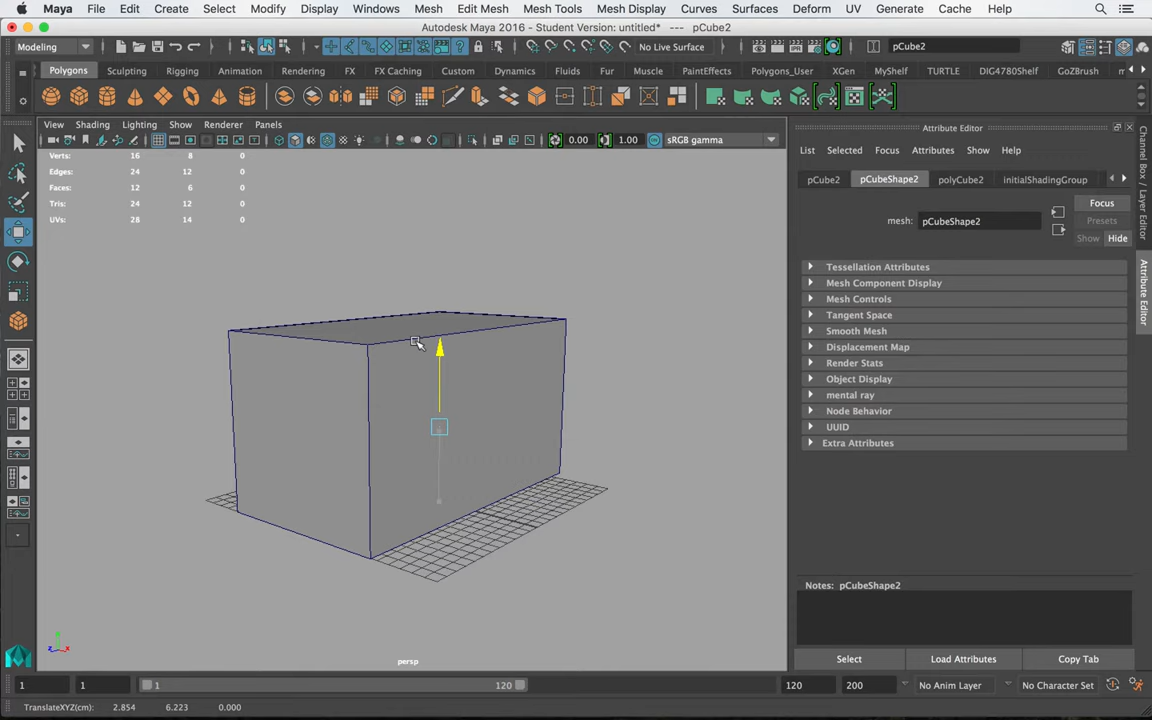 Maya File Edit Create Select Modify Display Windows Mesh Edit Mesh Mesh Tools Mesh Display Curves Surfaces Deform UV Generate Cache Help
Autodesk Maya 2016 - Student Version: untitled* --- pCube2
Modeling No Live Surface pCube2
Polygons Sculpting Rigging Animation Rendering FX FX Caching Custom Dynamics Fluids Fur Muscle PaintEffects Polygons_User XGen MyShelf TURTLE DIG4780Shelf GoZBrush
View Shading Lighting Show Renderer Panels
0.00 1.00 sRGB gamma
Verts: 16 8 0
Edges: 24 12 0
Faces: 12 6 0
Tris: 24 12 0
UVs: 28 14 0
persp
Attribute Editor
List Selected Focus Attributes Show Help
pCube2 pCubeShape2 polyCube2 initialShadingGroup
Focus
Presets
mesh: pCubeShape2
Show Hide
Tessellation Attributes
Mesh Component Display
Mesh Controls
Tangent Space
Smooth Mesh
Displacement Map
Render Stats
Object Display
mental ray
Node Behavior
UUID
Extra Attributes
Notes: pCubeShape2
Select Load Attributes Copy Tab
Channel Box / Layer Editor
Attribute Editor
y
z x
1 1 1 120 120 200 No Anim Layer No Character Set
TranslateXYZ(cm): 2.854 6.223 0.000